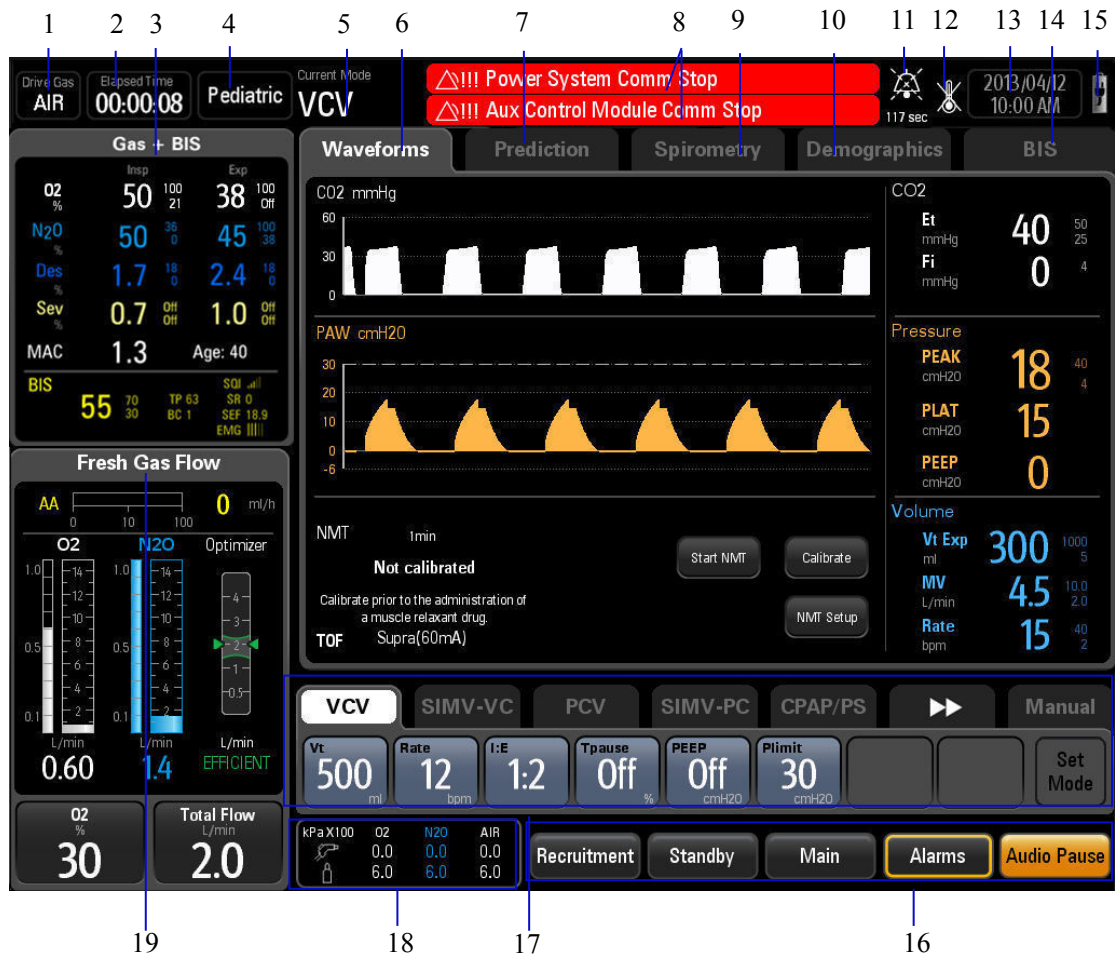 1 2 3 4 5 6 7 8 9 10 11 12 13 14 15
Drive Gas
AIR
Elapsed Time
00:00:08
Pediatric
Current Mode
VCV
!!! Power System Comm Stop
!!! Aux Control Module Comm Stop
117 sec
2013/04/12
10:00 AM
Gas + BIS
Insp Exp
O2 % 50 100 21 38 100 Off
N2O % 50 36 0 45 100 38
Des % 1.7 18 0 2.4 18 0
Sev % 0.7 Off Off 1.0 Off Off
MAC 1.3 Age: 40
BIS 55 70 30
TP 63
BC 1
SQI
SR 0
SEF 18.9
EMG
Waveforms Prediction Spirometry Demographics BIS
CO2 mmHg
60
30
0
PAW cmH2O
30
20
10
0
-6
NMT 1min
Not calibrated
Calibrate prior to the administration of
a muscle relaxant drug.
TOF Supra(60mA)
Start NMT
Calibrate
NMT Setup
CO2
Et mmHg 40 50 25
Fi mmHg 0 4
Pressure
PEAK cmH2O 18 40 4
PLAT cmH2O 15
PEEP cmH2O 0
Volume
Vt Exp ml 300 1000 5
MV L/min 4.5 10.0 2.0
Rate bpm 15 40 2
Fresh Gas Flow
AA 0 ml/h
0 10 100
O2 N2O Optimizer
1.0 0.5 0.1
14 12 10 8 6 4 2
1.0 0.5 0.1
14 12 10 8 6 4 2
4 3 2 1 0.5
L/min L/min L/min
0.60 1.4 EFFICIENT
O2
%
30
Total Flow
L/min
2.0
VCV SIMV-VC PCV SIMV-PC CPAP/PS Manual
Vt 500 ml
Rate 12 bpm
I:E 1:2
Tpause Off %
PEEP Off cmH2O
Plimit 30 cmH2O
Set Mode
kPa X100 O2 N2O AIR
0.0 0.0 0.0
6.0 6.0 6.0
Recruitment Standby Main Alarms Audio Pause
19 18 17 16